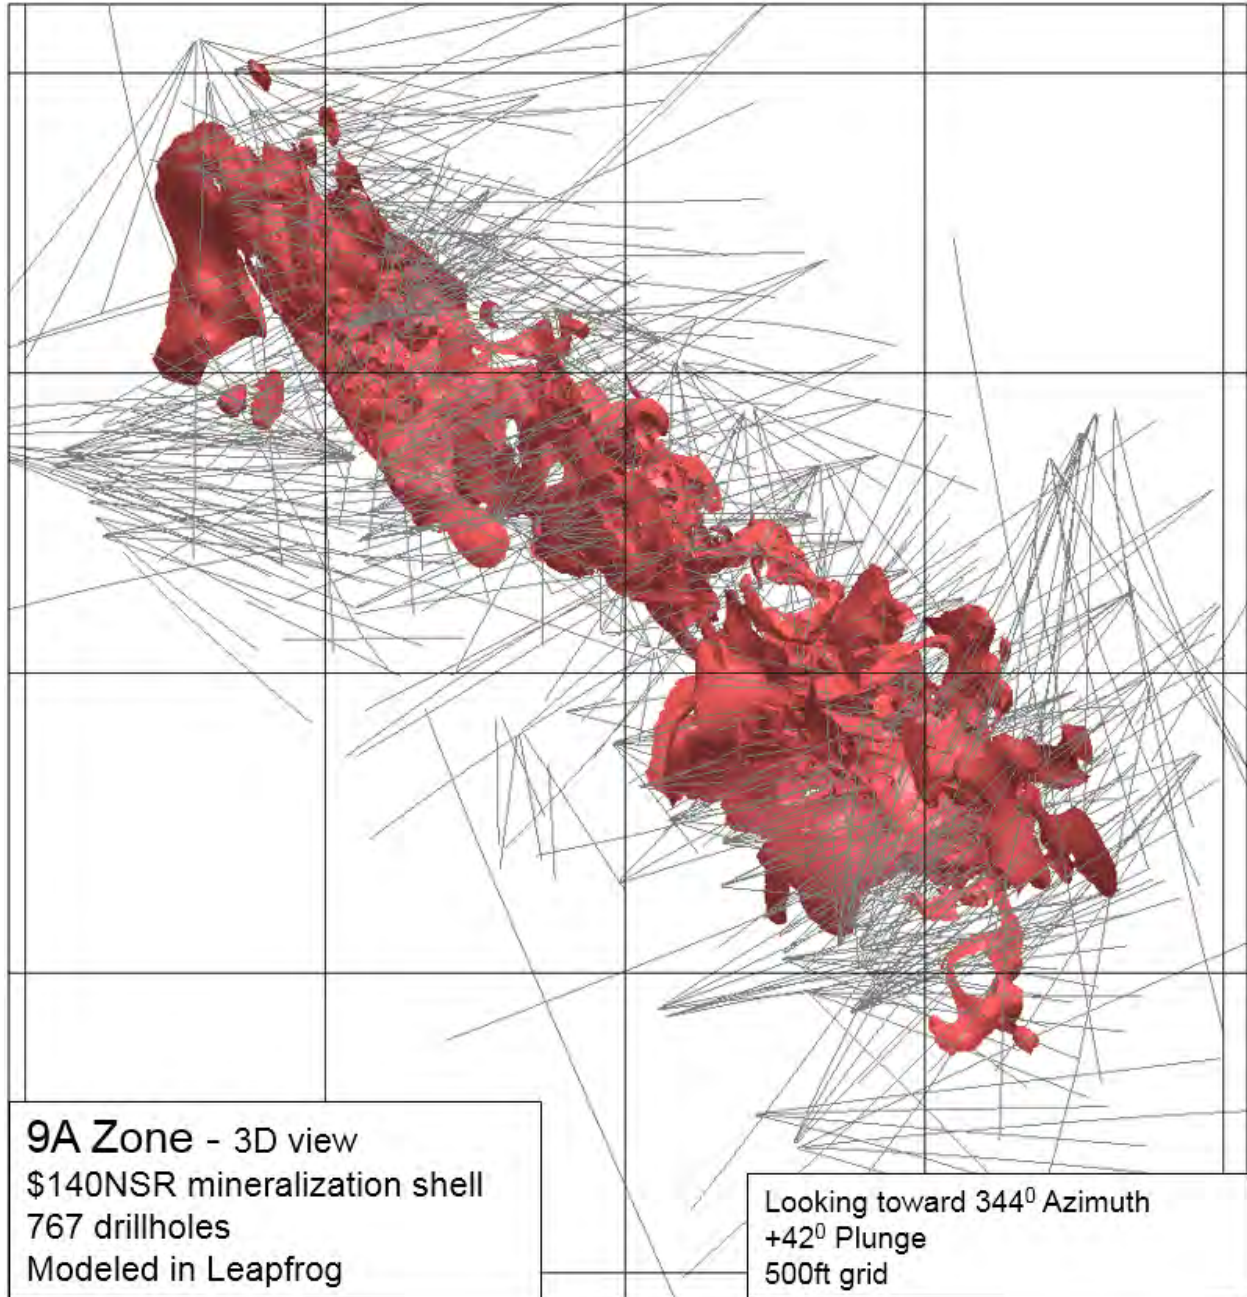 9A Zone - 3D view
$140NSR mineralization shell
767 drillholes
Modeled in Leapfrog
Looking toward 344⁰ Azimuth
+42⁰ Plunge
500ft grid